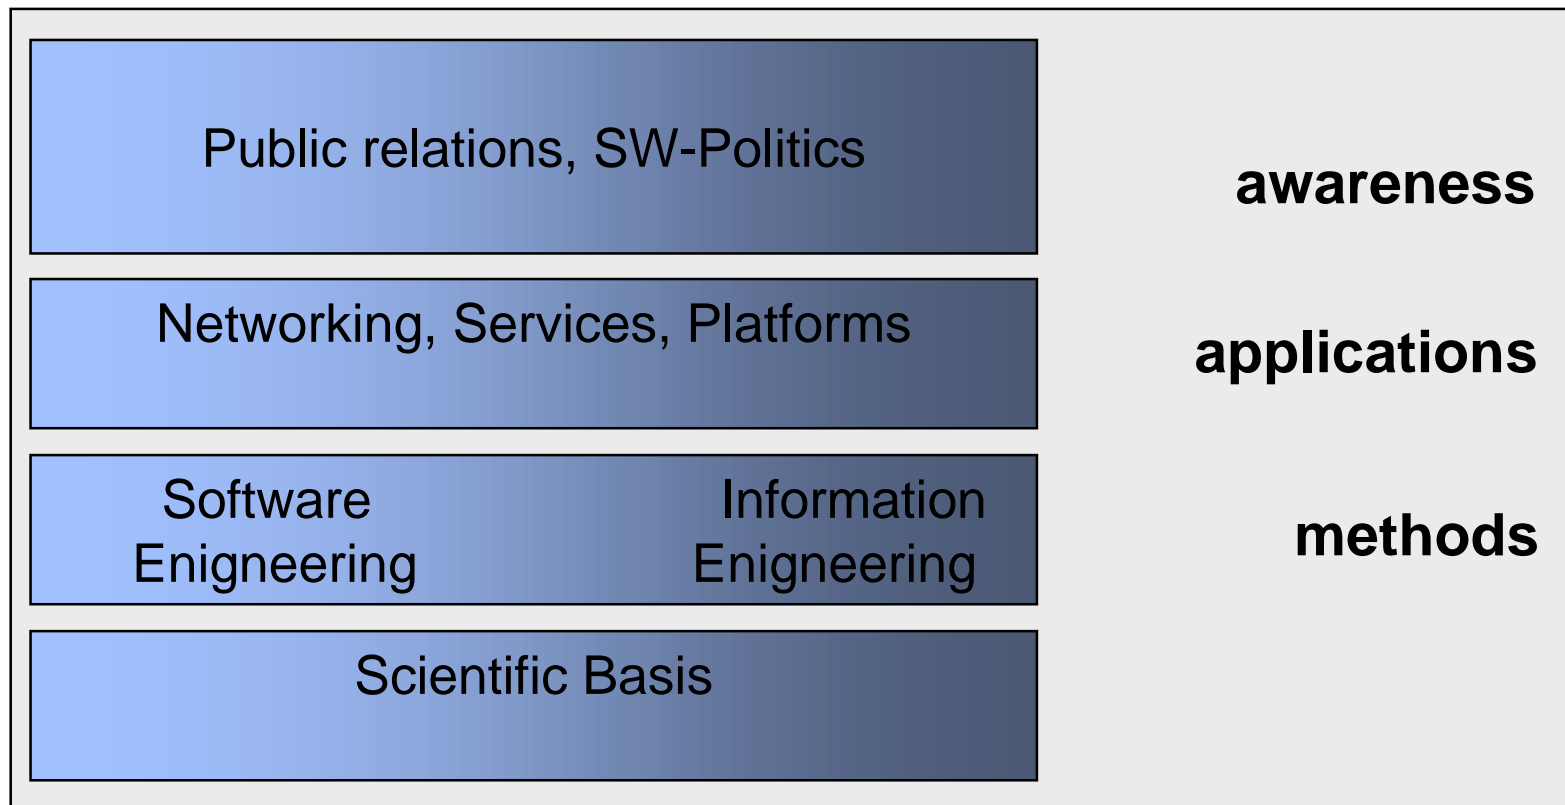 Public relations, SW-Politics
awareness
Networking, Services, Platforms
applications
Software
Enigneering
Information
Enigneering
methods
Scientific Basis